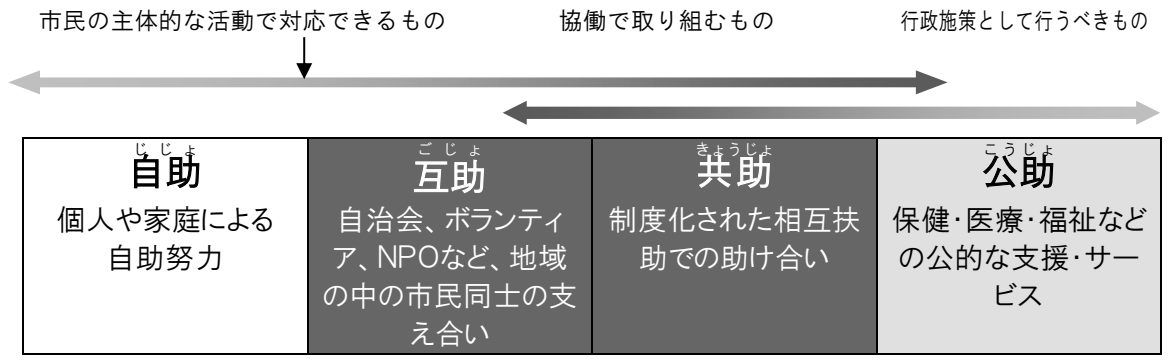 市民の主体的な活動で対応できるもの
協働で取り組むもの
行政施策として行うべきもの
じじょ
自助
個人や家庭による
自助努力
ごじょ
互助
自治会、ボランティ
ア、NPOなど、地域
の中の市民同士の支
え合い
きょうじょ
共助
制度化された相互扶
助での助け合い
こうじょ
公助
保健･医療･福祉など
の公的な支援･サー
ビス